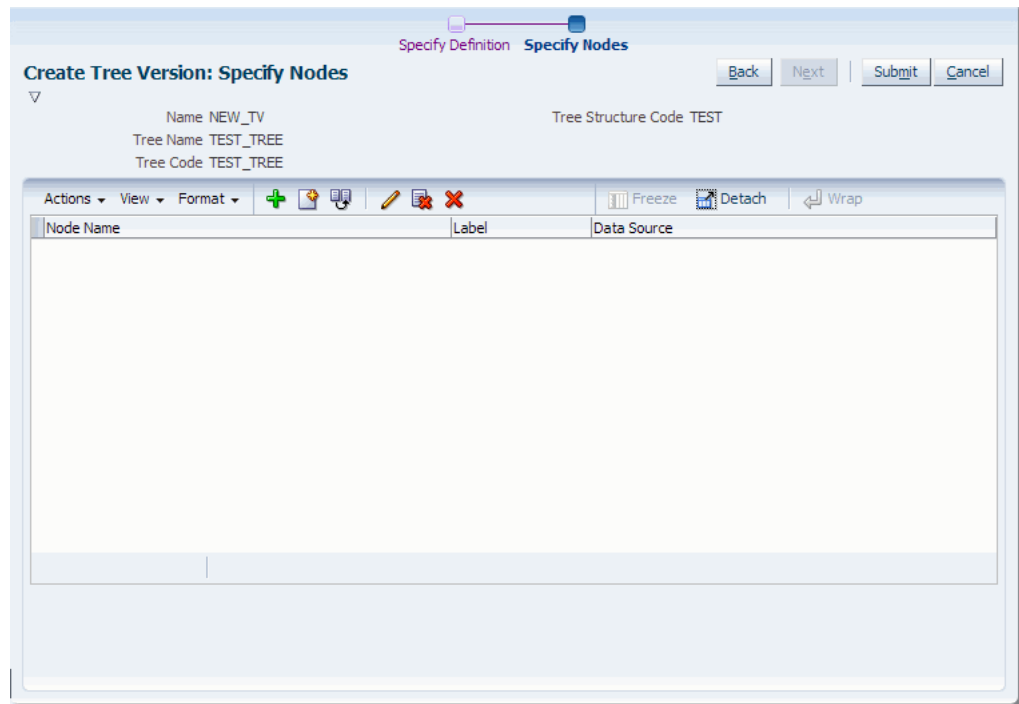 Specify Definition Specify Nodes
Create Tree Version: Specify Nodes
Back Next Submit Cancel
Name NEW_TV Tree Structure Code TEST
Tree Name TEST_TREE
Tree Code TEST_TREE
Actions View Format Freeze Detach Wrap
Node Name Label Data Source